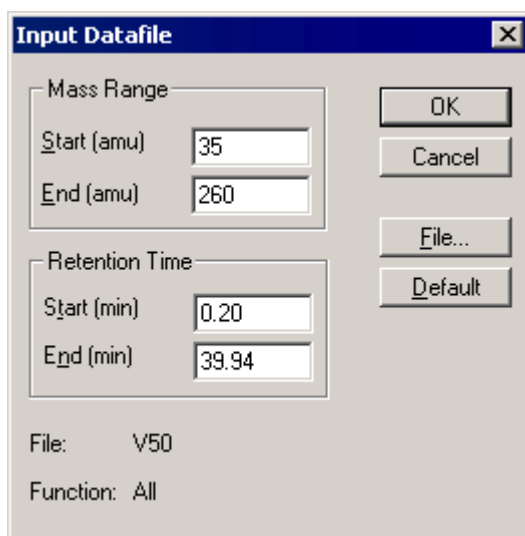 Input Datafile
Mass Range
Start (amu) 35
End (amu) 260
Retention Time
Start (min) 0.20
End (min) 39.94
OK
Cancel
File...
Default
File: V50
Function: All